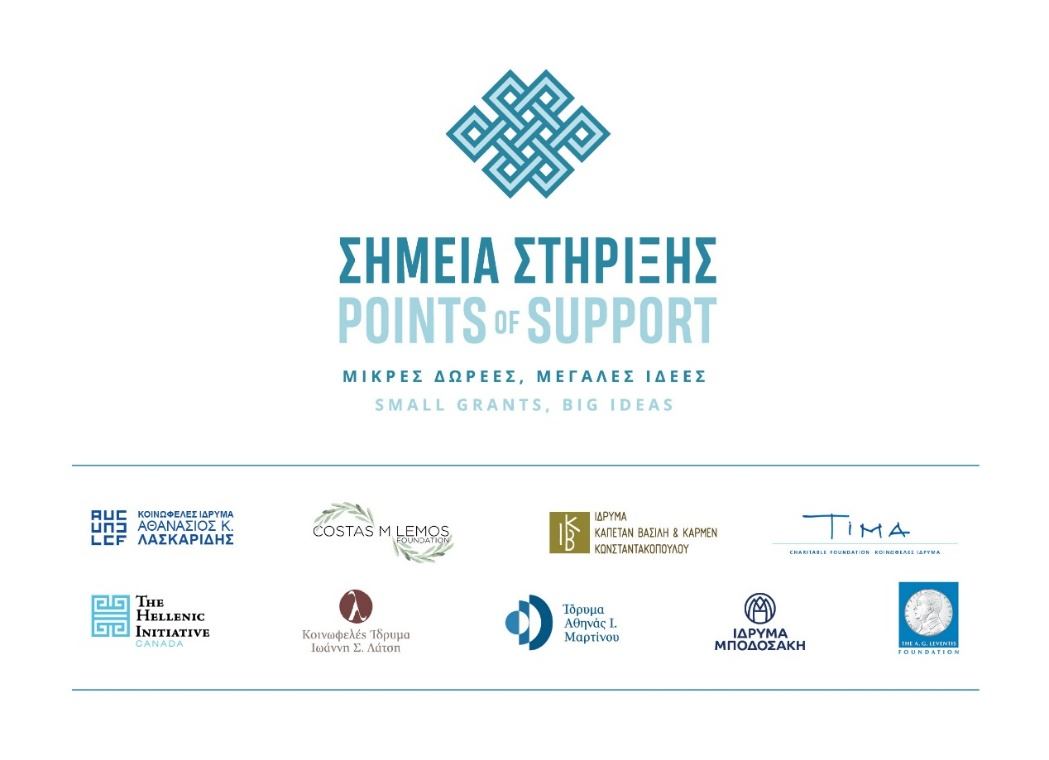 ΣΗΜΕΙΑ ΣΤΗΡΙΞΗΣ
POINTS OF SUPPORT
ΜΙΚΡΕΣ ΔΩΡΕΕΣ, ΜΕΓΑΛΕΣ ΙΔΕΕΣ
SMALL GRANTS, BIG IDEAS
ΚΟΙΝΩΦΕΛΕΣ ΙΔΡΥΜΑ
ΑΘΑΝΑΣΙΟΣ Κ.
ΛΑΣΚΑΡΙΔΗΣ
COSTAS M LEMOS
FOUNDATION
ΙΔΡΥΜΑ
ΚΑΠΕΤΑΝ ΒΑΣΙΛΗ & ΚΑΡΜΕΝ
ΚΩΝΣΤΑΝΤΑΚΟΠΟΥΛΟΥ
TIMA
CHARITABLE FOUNDATION · ΚΟΙΝΩΦΕΛΕΣ ΙΔΡΥΜΑ
THE
HELLENIC
INITIATIVE
CANADA
λ
Κοινωφελές Ίδρυμα
Ιωάννη Σ. Λάτση
Ίδρυμα
Αθηνάς Ι.
Μαρτίνου
ΙΔΡΥΜΑ
ΜΠΟΔΟΣΑΚΗ
THE A. G. LEVENTIS
FOUNDATION